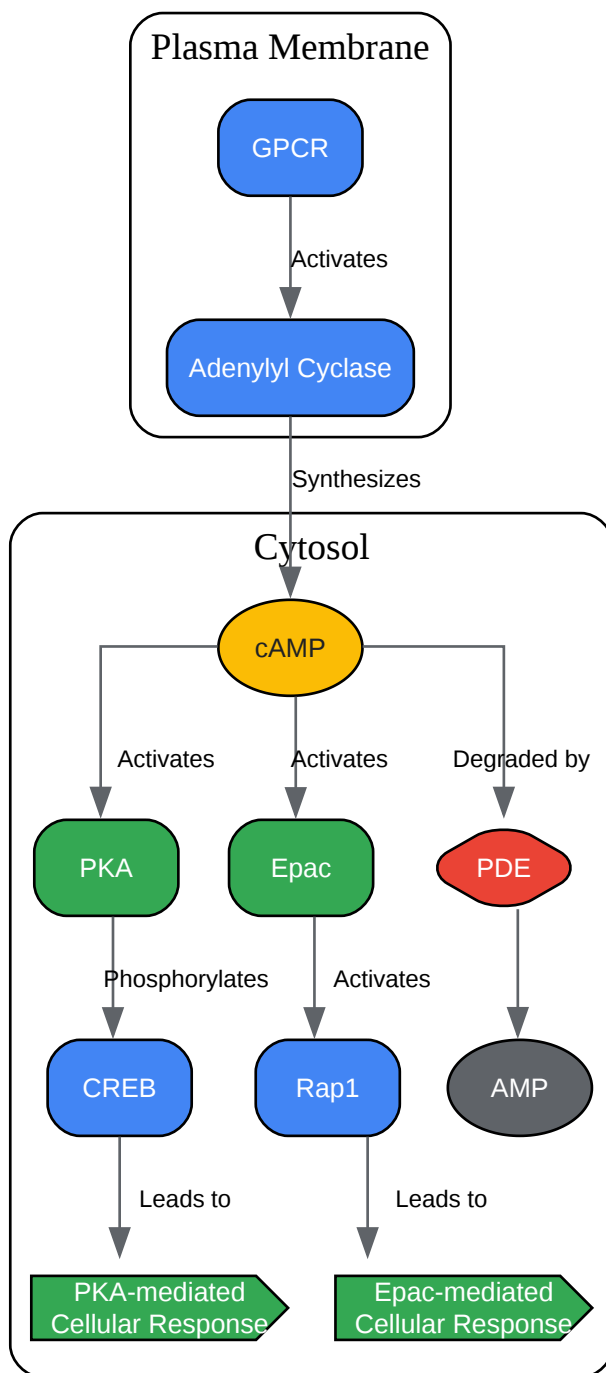 Plasma Membrane
GPCR
Activates
Adenylyl Cyclase
Synthesizes
Cytosol
cAMP
Activates
Activates
Degraded by
PKA
Epac
PDE
Phosphorylates
Activates
CREB
Rap1
AMP
Leads to
Leads to
PKA-mediated
Cellular Response
Epac-mediated
Cellular Response